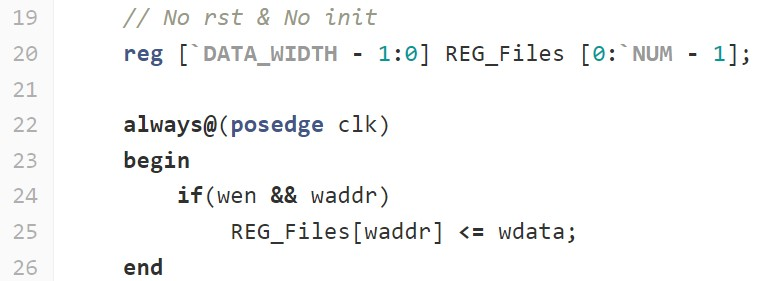 19 // No rst & No init
20 reg [`DATA_WIDTH - 1:0] REG_Files [0:`NUM - 1];
21
22 always@(posedge clk)
23 begin
24 if(wen && waddr)
25 REG_Files[waddr] <= wdata;
26 end